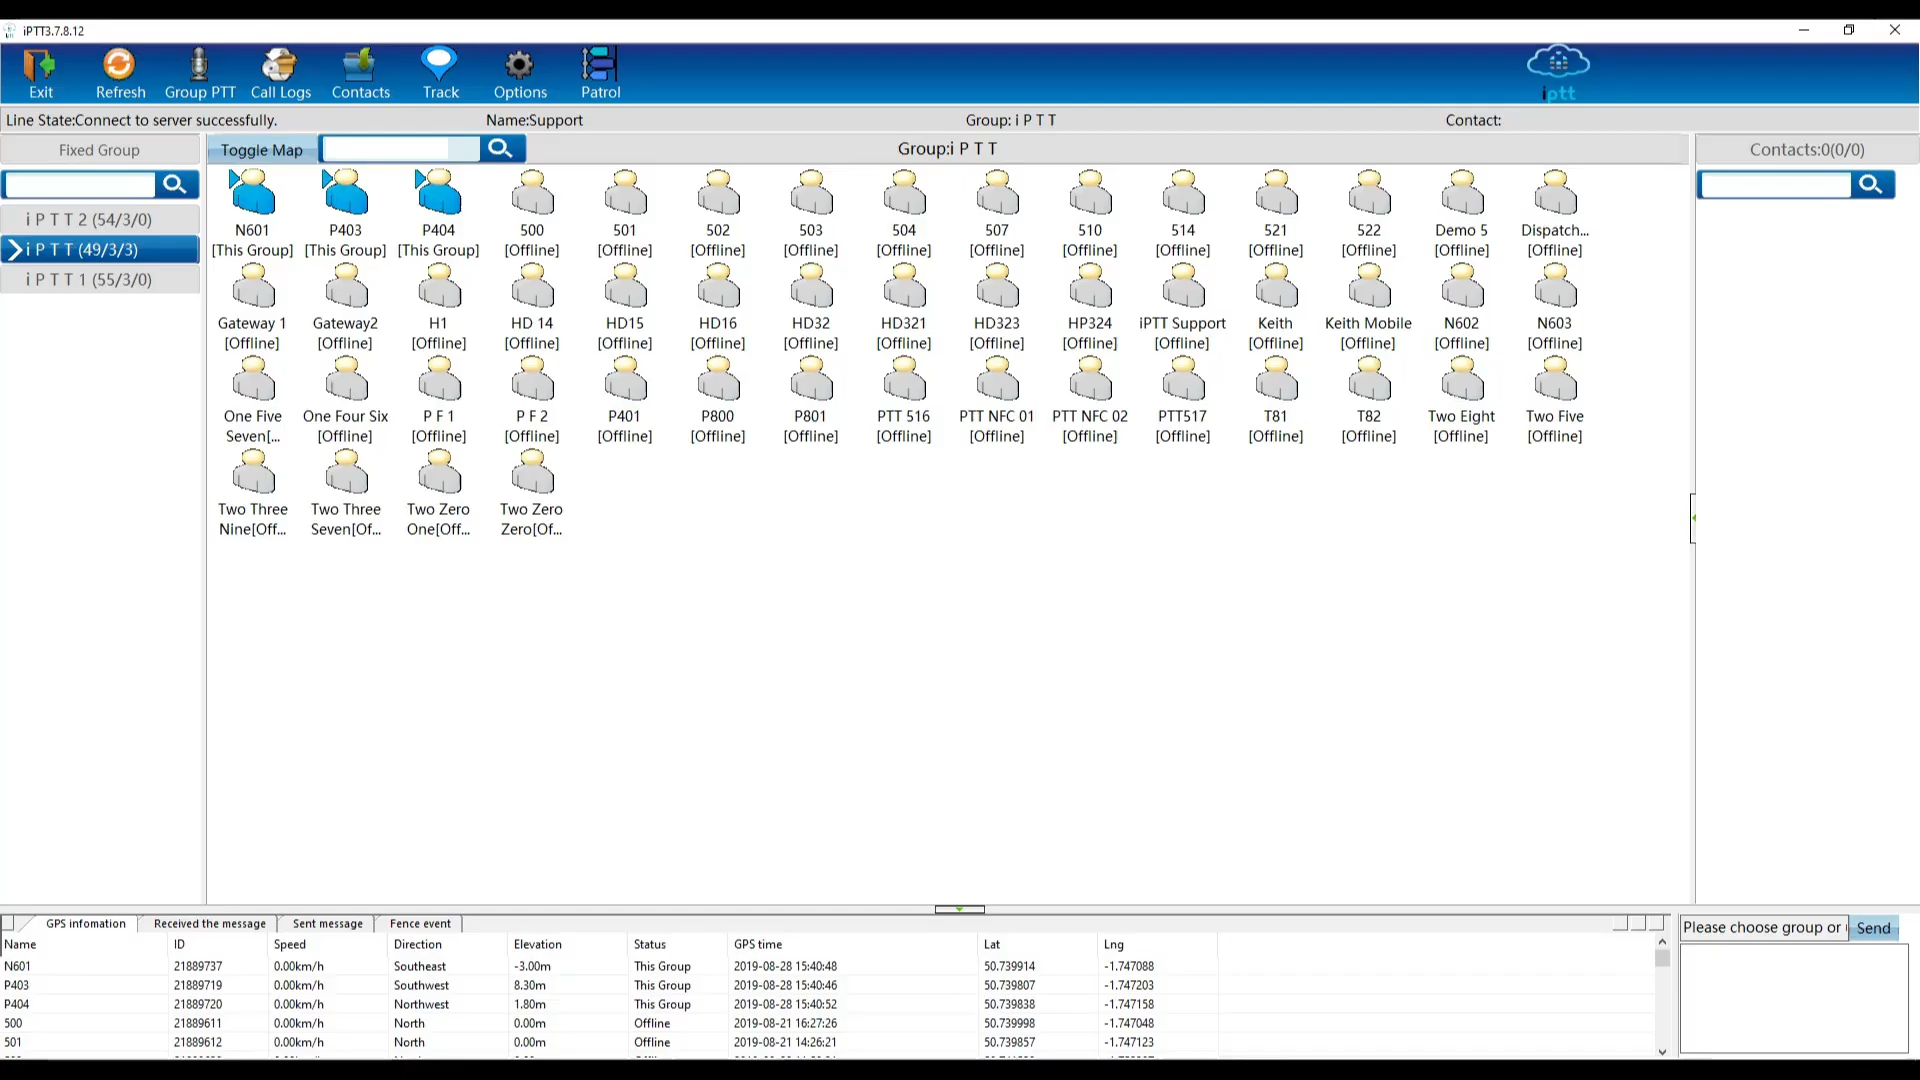 iPTT3.7.8.12
Exit Refresh Group PTT Call Logs Contacts Track Options Patrol iptt
Line State:Connect to server successfully. Name:Support Group: i P T T Contact:
Fixed Group Toggle Map Group:i P T T Contacts:0(0/0)
i P T T 2 (54/3/0)
i P T T (49/3/3)
i P T T 1 (55/3/0)
N601 P403 P404 500 501 502 503 504 507 510 514 521 522 Demo 5 Dispatch...
[This Group] [This Group] [This Group] [Offline] [Offline] [Offline] [Offline] [Offline] [Offline] [Offline] [Offline] [Offline] [Offline] [Offline] [Offline]
Gateway 1 Gateway2 H1 HD 14 HD15 HD16 HD32 HD321 HD323 HP324 iPTT Support Keith Keith Mobile N602 N603
[Offline] [Offline] [Offline] [Offline] [Offline] [Offline] [Offline] [Offline] [Offline] [Offline] [Offline] [Offline] [Offline] [Offline] [Offline]
One Five One Four Six P F 1 P F 2 P401 P800 P801 PTT 516 PTT NFC 01 PTT NFC 02 PTT517 T81 T82 Two Eight Two Five
Seven[... [Offline] [Offline] [Offline] [Offline] [Offline] [Offline] [Offline] [Offline] [Offline] [Offline] [Offline] [Offline] [Offline] [Offline]
Two Three Two Three Two Zero Two Zero
Nine[Off... Seven[Of... One[Off... Zero[Of...
GPS infomation Received the message Sent message Fence event
Please choose group or Send
Name ID Speed Direction Elevation Status GPS time Lat Lng
N601 21889737 0.00km/h Southeast -3.00m This Group 2019-08-28 15:40:48 50.739914 -1.747088
P403 21889719 0.00km/h Southwest 8.30m This Group 2019-08-28 15:40:46 50.739807 -1.747203
P404 21889720 0.00km/h Northwest 1.80m This Group 2019-08-28 15:40:52 50.739838 -1.747158
500 21889611 0.00km/h North 0.00m Offline 2019-08-21 16:27:26 50.739998 -1.747048
501 21889612 0.00km/h North 0.00m Offline 2019-08-21 14:26:21 50.739857 -1.747123